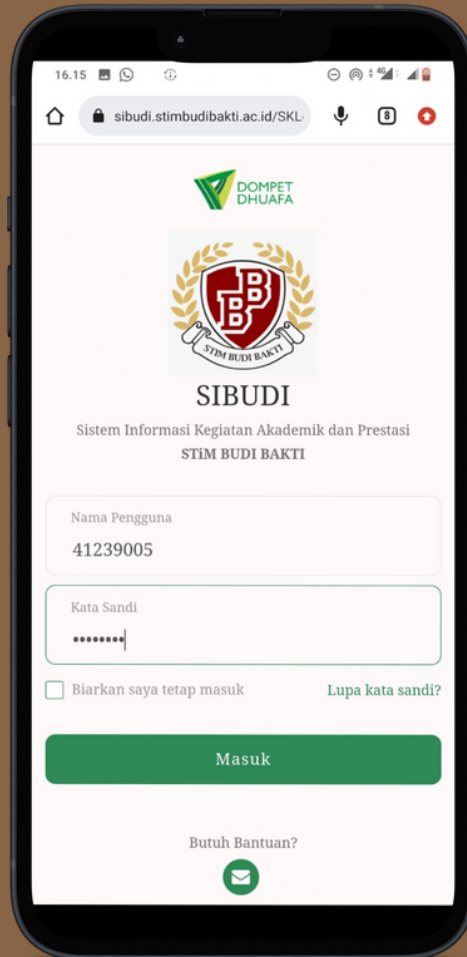 16.15
4G
sibudi.stimbudibakti.ac.id/SKL
8
DOMPET
DHUAFA
BB
STIM BUDI BAKTI
SIBUDI
Sistem Informasi Kegiatan Akademik dan Prestasi
STiM BUDI BAKTI
Nama Pengguna
41239005
Kata Sandi
••••••••
Biarkan saya tetap masuk Lupa kata sandi?
Masuk
Butuh Bantuan?